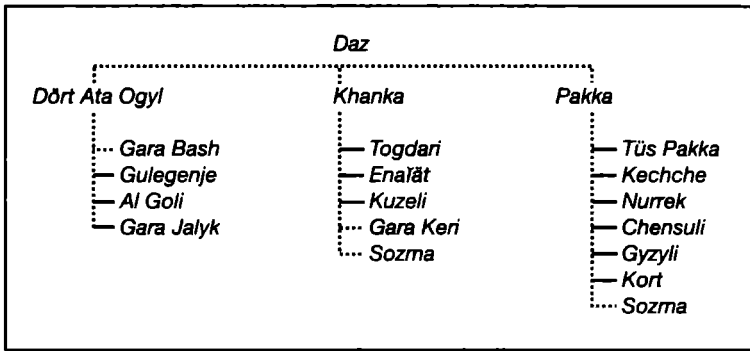 Daz
Dört Ata Ogyl Khanka Pakka
Gara Bash Togdari Tüs Pakka
Gulegenje Enaïät Kechche
Al Goli Kuzeli Nurrek
Gara Jalyk Gara Keri Chensuli
Sozma Gyzyli
Kort
Sozma